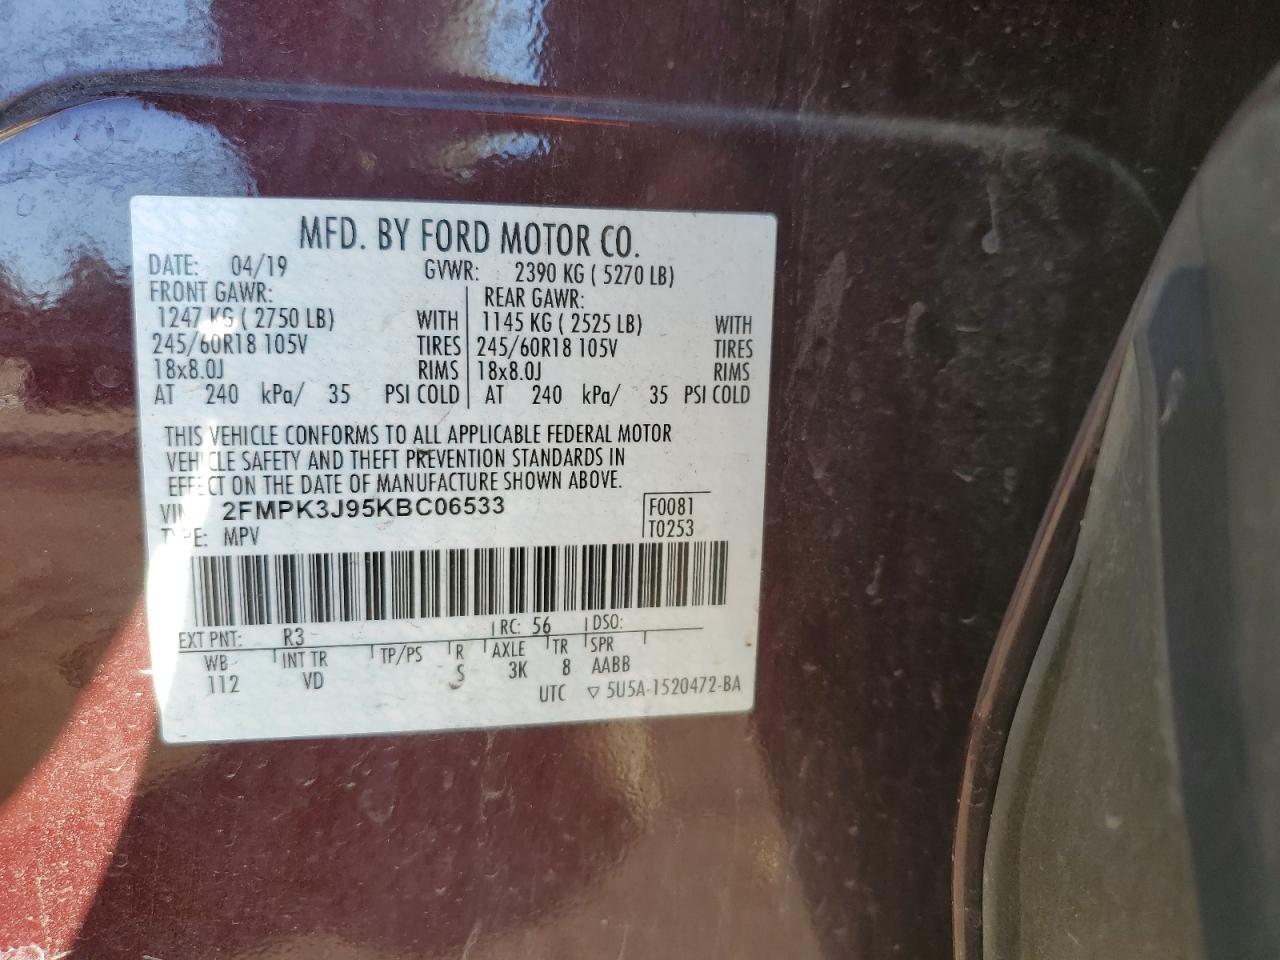 MFD. BY FORD MOTOR CO.
DATE: 04/19 GVWR: 2390 KG ( 5270 LB)
FRONT GAWR: REAR GAWR:
1247 KG ( 2750 LB) WITH 1145 KG ( 2525 LB) WITH
245/60R18 105V TIRES 245/60R18 105V TIRES
18x8.0J RIMS 18x8.0J RIMS
AT 240 kPa/ 35 PSI COLD AT 240 kPa/ 35 PSI COLD
THIS VEHICLE CONFORMS TO ALL APPLICABLE FEDERAL MOTOR
VEHICLE SAFETY AND THEFT PREVENTION STANDARDS IN
EFFECT ON THE DATE OF MANUFACTURE SHOWN ABOVE.
VIN 2FMPK3J95KBC06533 F0081
TYPE: MPV T0253
EXT PNT: R3 RC: 56 DSO:
WB INT TR TP/PS R AXLE TR SPR
112 VD S 3K 8 AABB
UTC ▽ 5U5A-1520472-BA